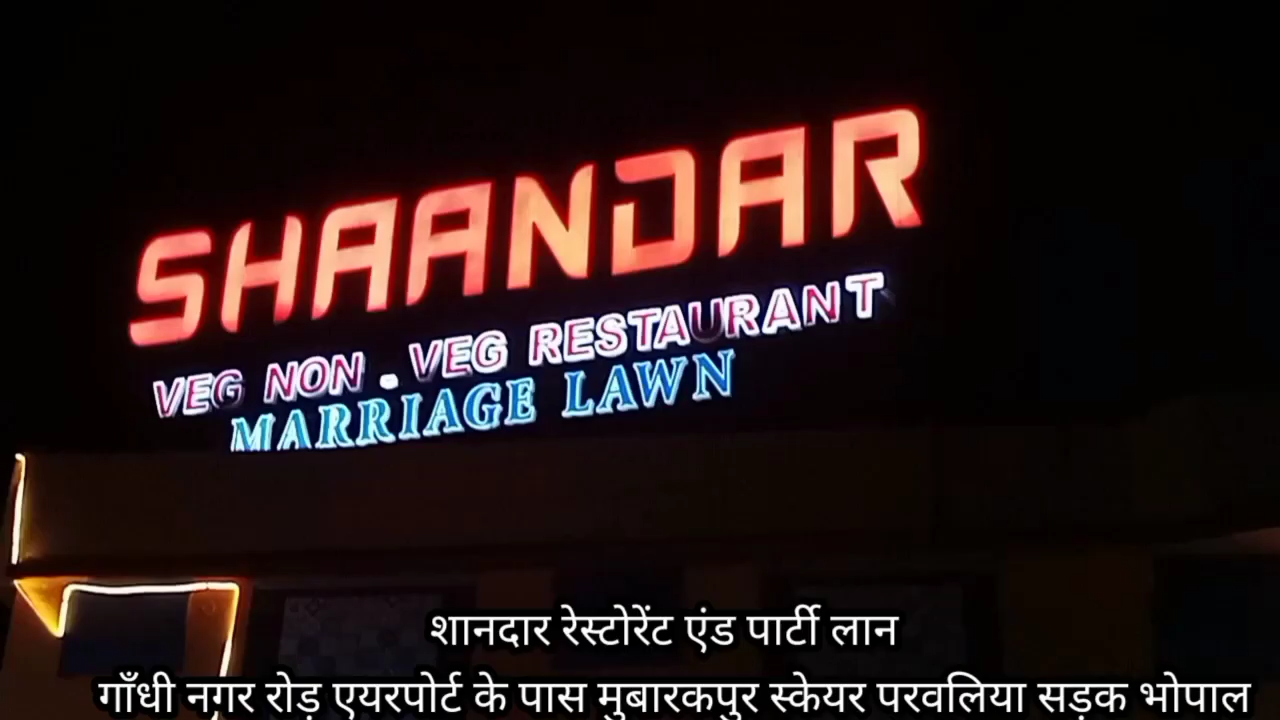 SHAANDAR
VEG NON . VEG RESTAURANT
MARRIAGE LAWN
शानदार रेस्टोरेंट एंड पार्टी लान
गाँधी नगर रोड़ एयरपोर्ट के पास मुबारकपुर स्केयर परवलिया सड़क भोपाल